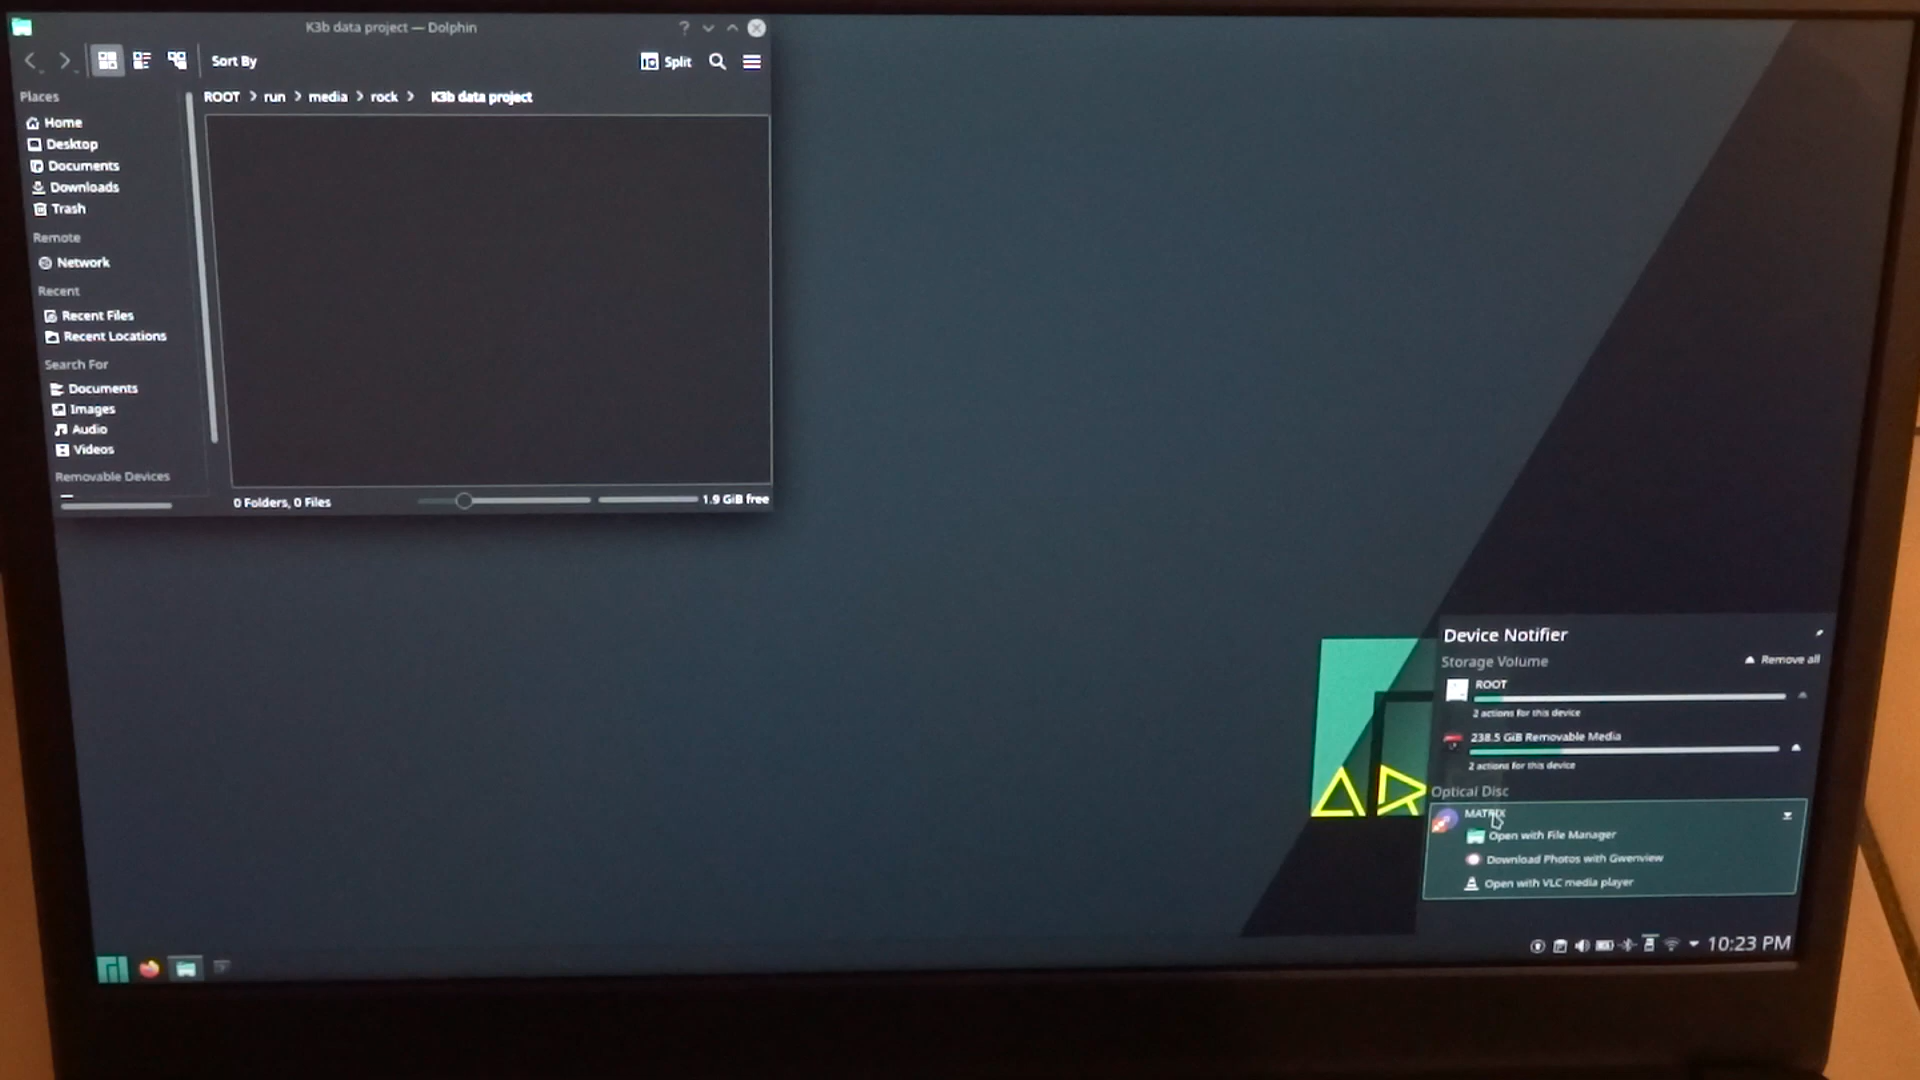 K3b data project — Dolphin
Sort By
Split
Places
ROOT > run > media > rock > K3b data project
Home
Desktop
Documents
Downloads
Trash
Remote
Network
Recent
Recent Files
Recent Locations
Search For
Documents
Images
Audio
Videos
Removable Devices
0 Folders, 0 Files
1.9 GiB free
Device Notifier
Storage Volume
Remove all
ROOT
2 actions for this device
238.5 GiB Removable Media
2 actions for this device
Optical Disc
MATRIX
Open with File Manager
Download Photos with Gwenview
Open with VLC media player
10:23 PM